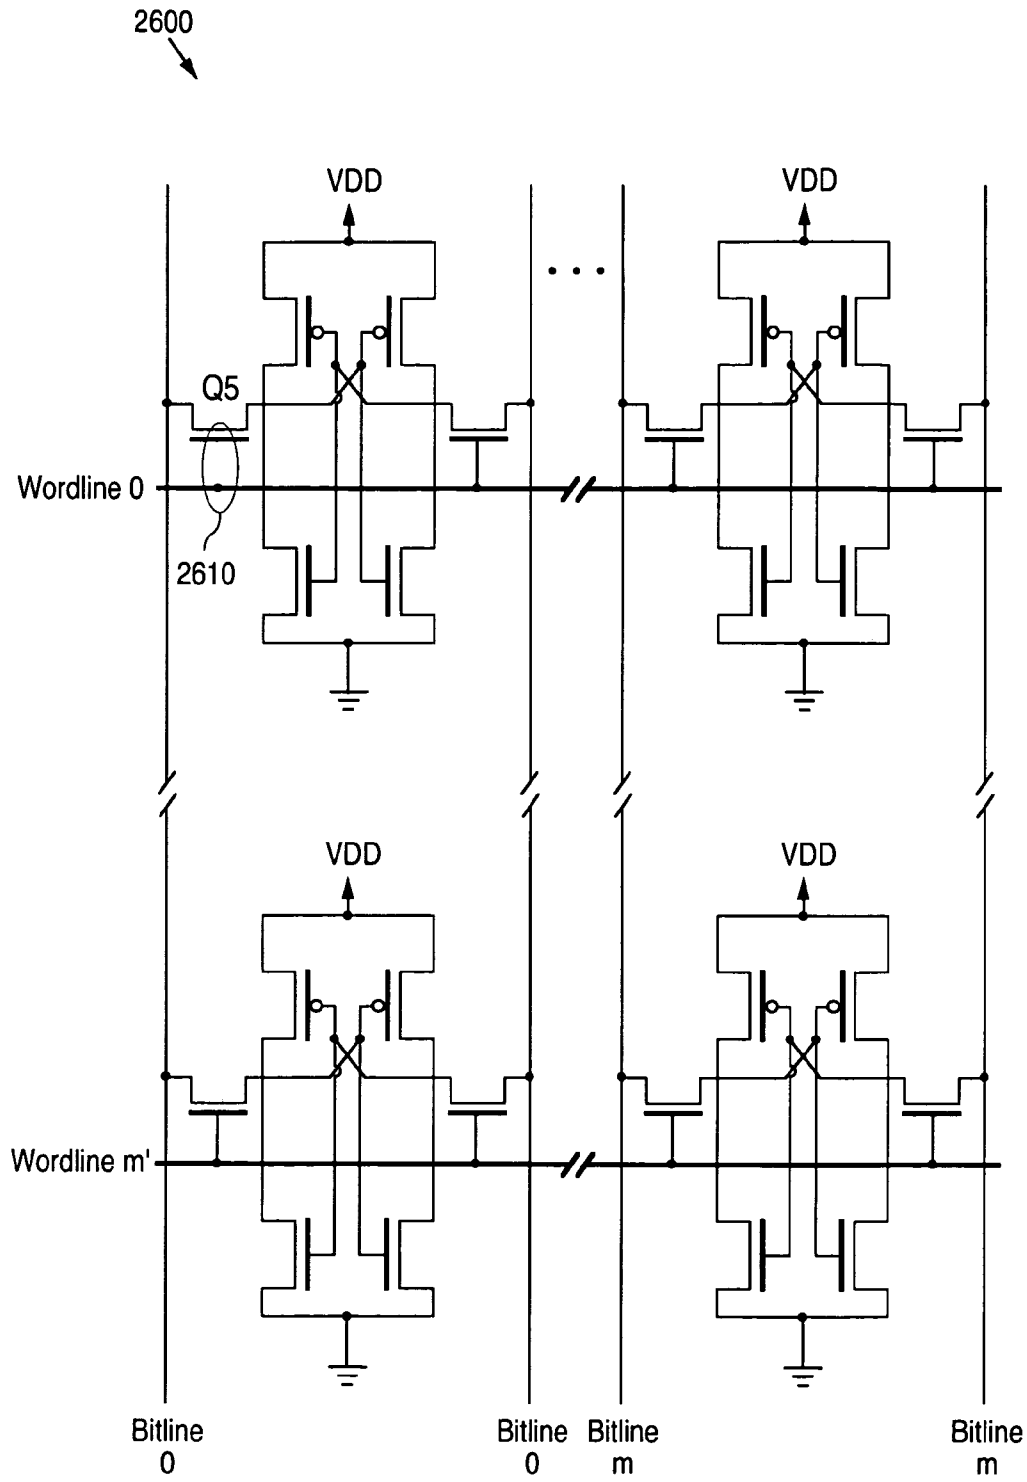 2600
VDD
VDD
. . .
Q5
Wordline 0
2610
VDD
VDD
Wordline m'
Bitline
0
Bitline
0
Bitline
m
Bitline
m